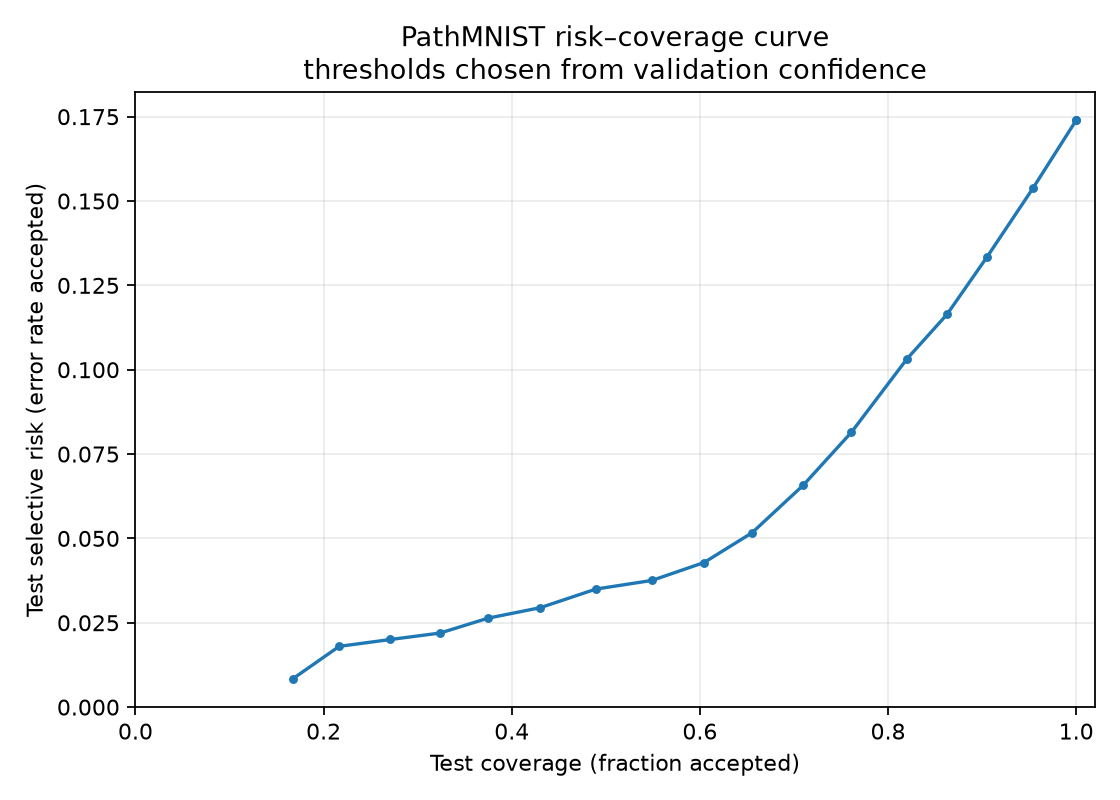 PathMNIST risk–coverage curve
thresholds chosen from validation confidence
Test selective risk (error rate accepted)
0.175
0.150
0.125
0.100
0.075
0.050
0.025
0.000
0.0 0.2 0.4 0.6 0.8 1.0
Test coverage (fraction accepted)